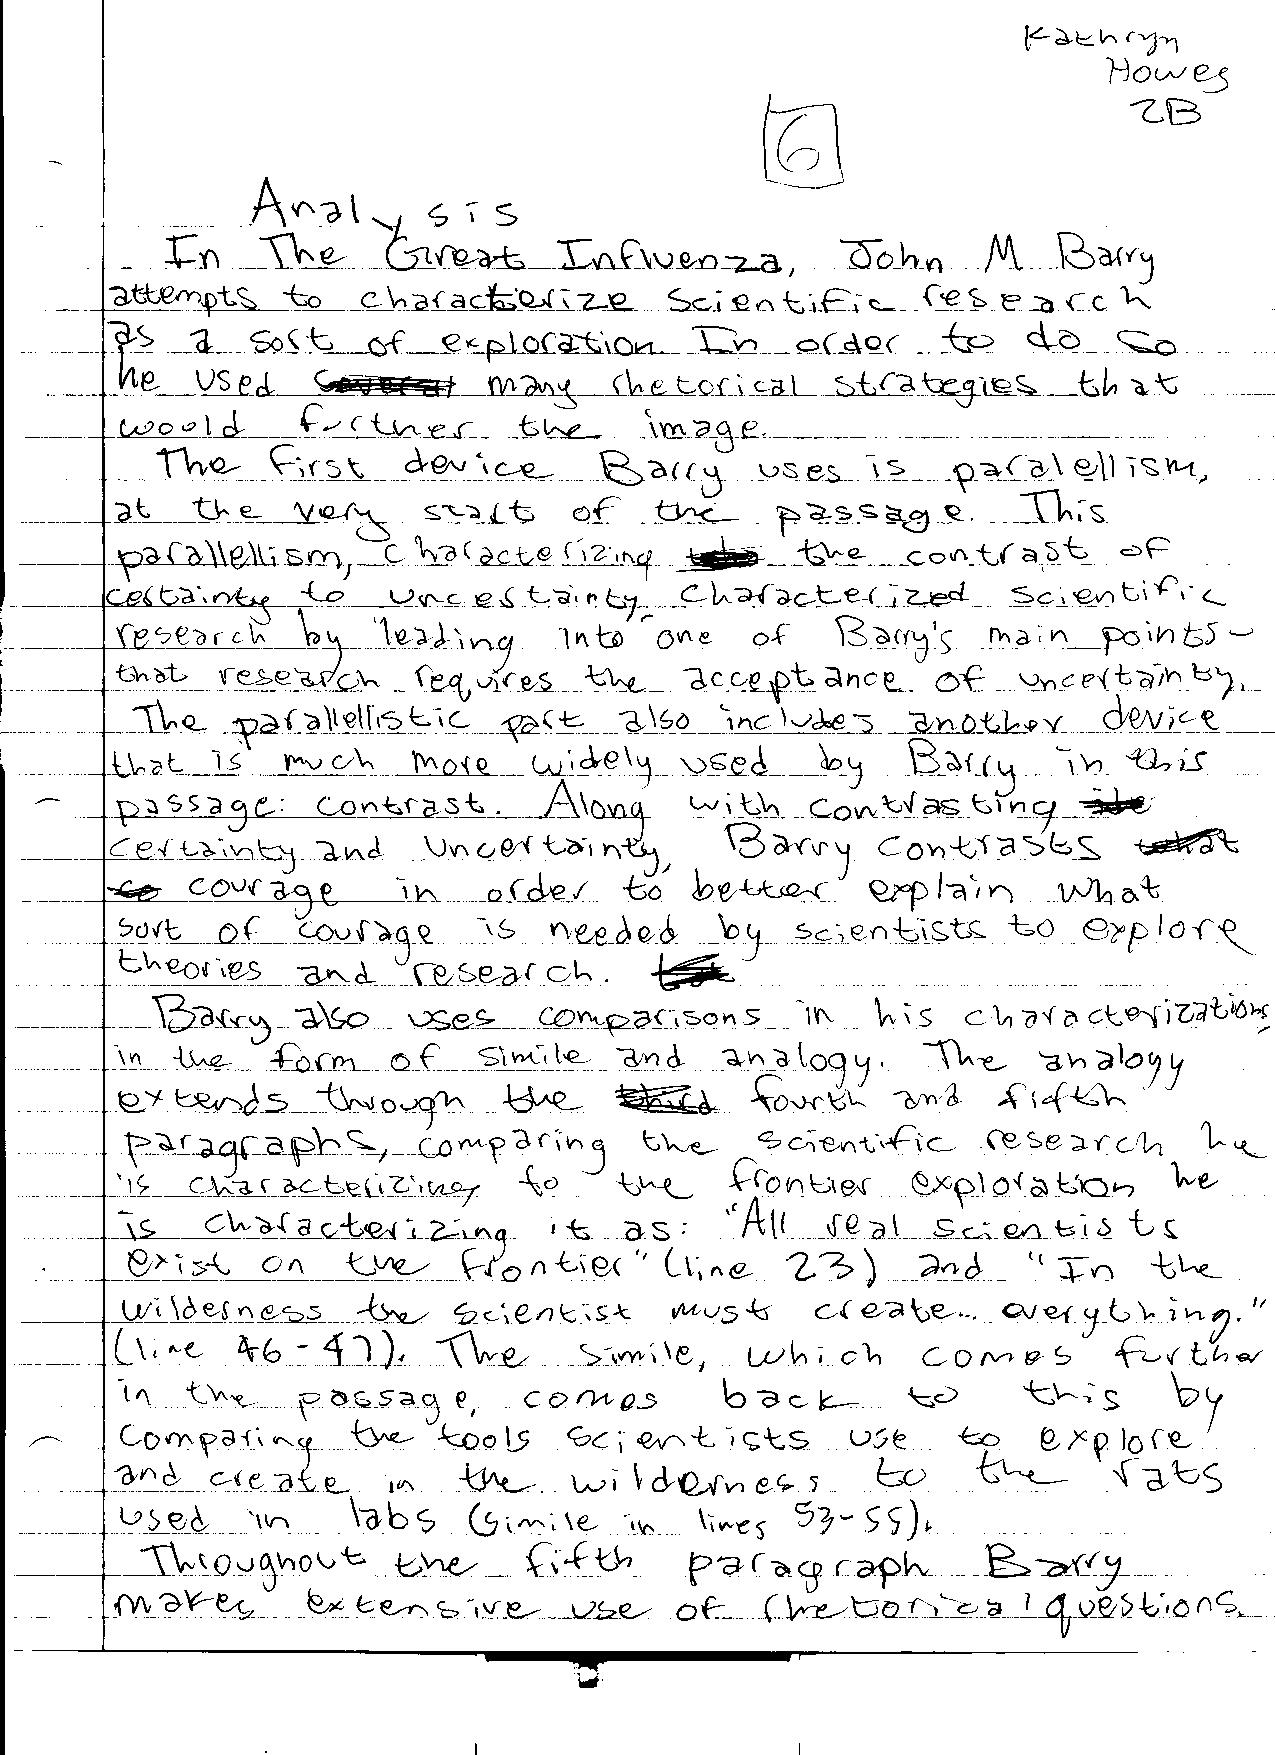 Kathryn
Howes
2B
6
Analysis
In The Great Influenza, John M Barry
attempts to characterize scientific research
as a sort of exploration. In order to do so
he used many rhetorical strategies that
would further the image.
The first device Barry uses is paralellism,
at the very start of the passage. This
parallellism, characterizing the contrast of
certainty to uncertainty, characterized scientific
research by leading into one of Barry's main points-
that research requires the acceptance of uncertainty.
The parallellistic part also includes another device
that is much more widely used by Barry in this
passage: contrast. Along with contrasting
certainty and uncertainty, Barry contrasts
courage in order to better explain what
sort of courage is needed by scientists to explore
theories and research.
Barry also uses comparisons in his characterizations,
in the form of simile and analogy. The analogy
extends through the fourth and fifth
paragraphs, comparing the scientific research he
is characterizing to the frontier exploration he
is characterizing it as: "All real scientists
exist on the frontier" (line 23) and "In the
wilderness the scientist must create... everything."
(line 46-47). The simile, which comes further
in the passage, comes back to this by
comparing the tools scientists use to explore
and create in the wilderness to the rats
used in labs (simile in lines 53-55).
Throughout the fifth paragraph Barry
makes extensive use of rhetorical questions.